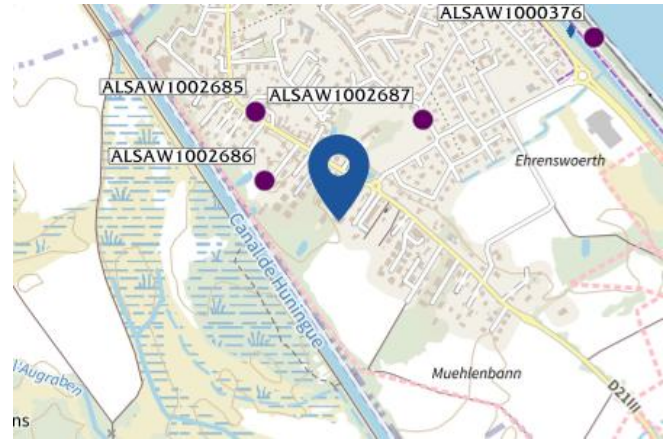 ALSAW1000376
ALSAW1002685
ALSAW1002687
ALSAW1002686
Ehrenswoerth
Canal de Huningue
Muehlenbann
l'Augraben
D21III
ns